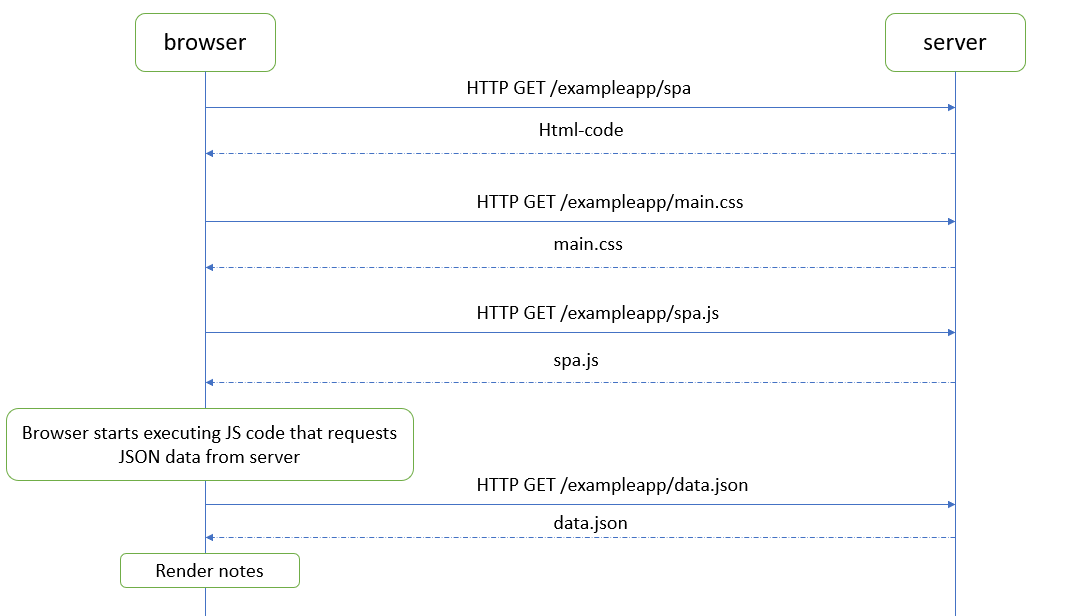 browser
server
HTTP GET /exampleapp/spa
Html-code
HTTP GET /exampleapp/main.css
main.css
HTTP GET /exampleapp/spa.js
spa.js
Browser starts executing JS code that requests
JSON data from server
HTTP GET /exampleapp/data.json
data.json
Render notes